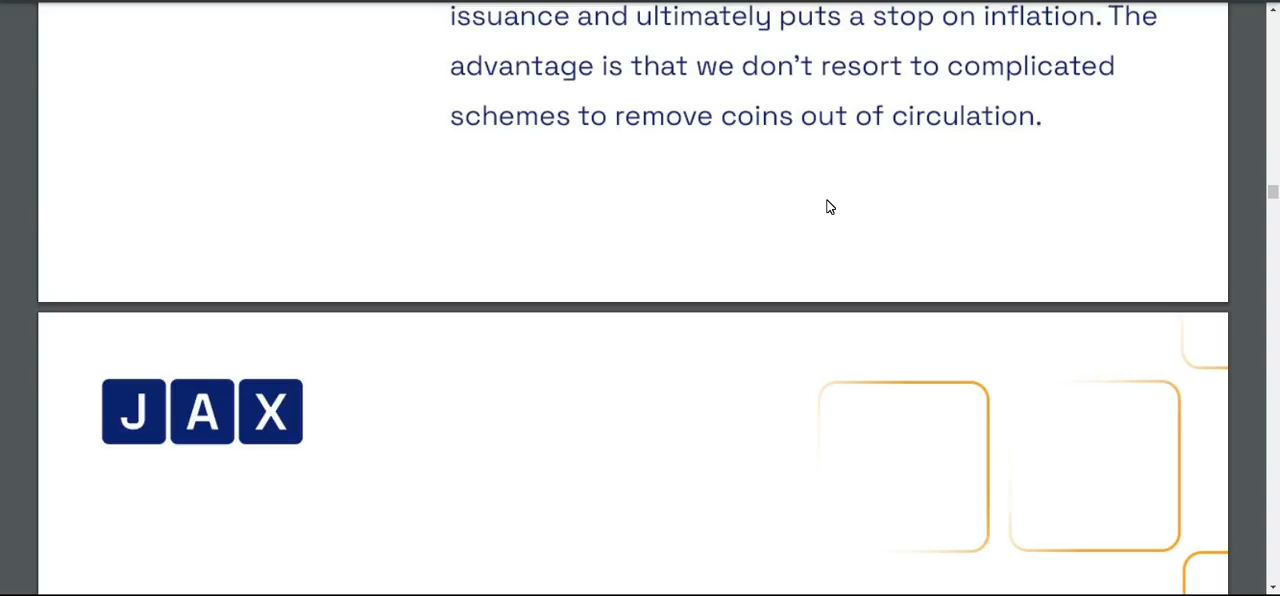 issuance and ultimately puts a stop on inflation. The
advantage is that we don't resort to complicated
schemes to remove coins out of circulation.
JAX